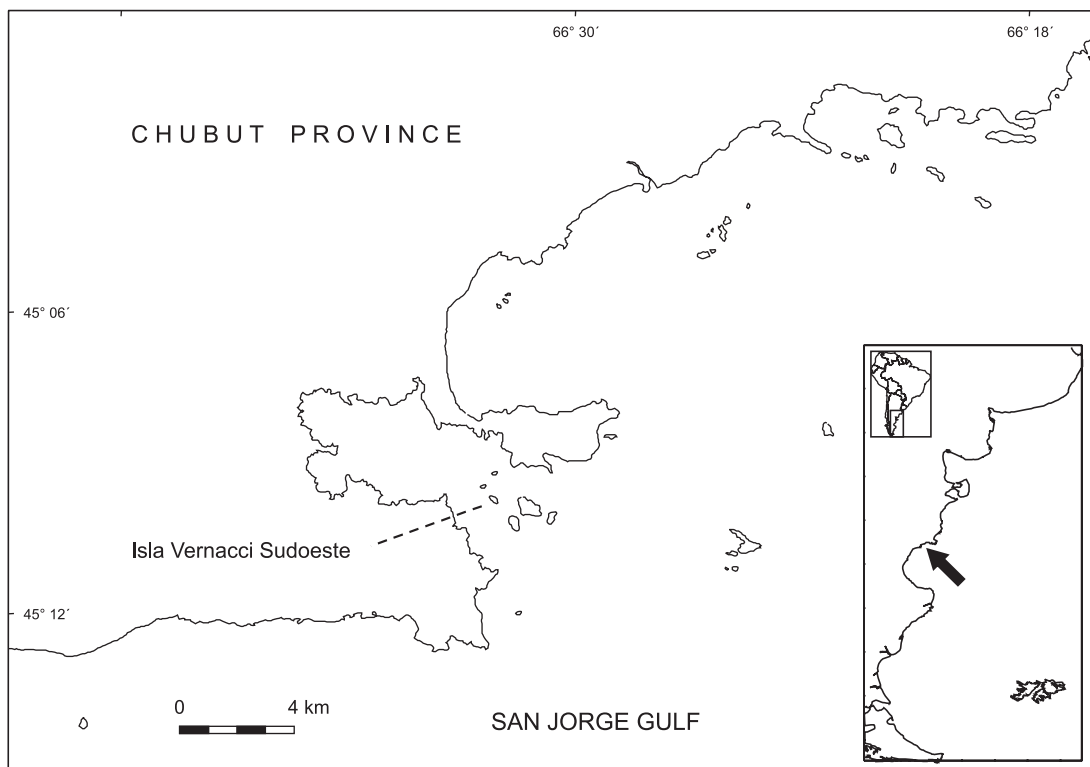 66° 30´
66° 18´
CHUBUT PROVINCE
45° 06´
Isla Vernacci Sudoeste
45° 12´
0
4 km
SAN JORGE GULF